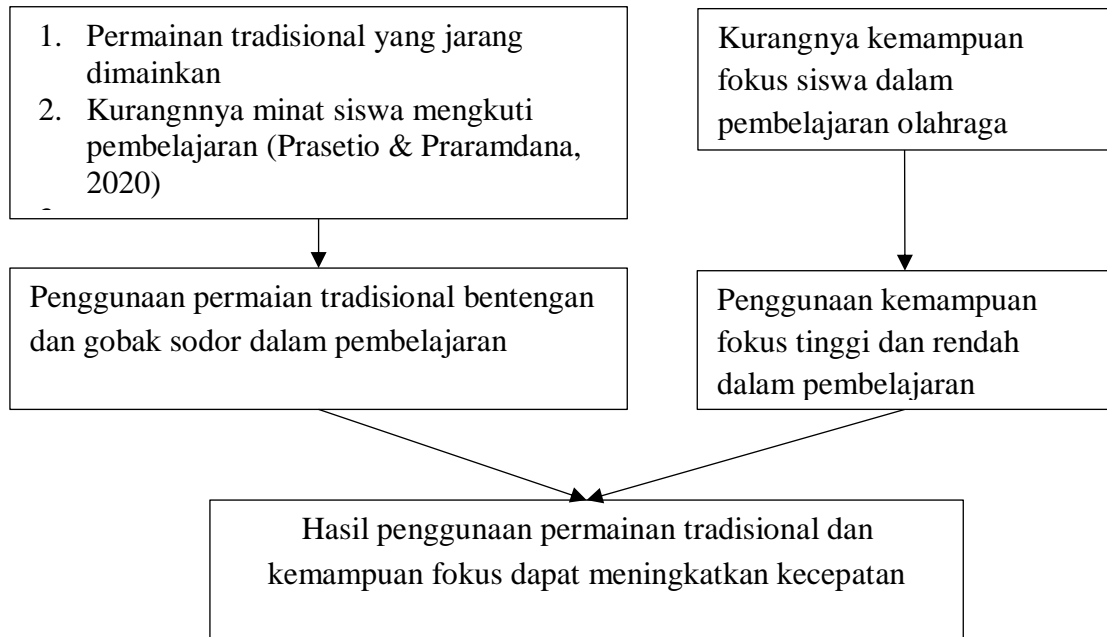 1. Permainan tradisional yang jarang
dimainkan
2. Kurangnnya minat siswa mengkuti
pembelajaran (Prasetio & Praramdana,
2020)
Kurangnya kemampuan
fokus siswa dalam
pembelajaran olahraga
Penggunaan permaian tradisional bentengan
dan gobak sodor dalam pembelajaran
Penggunaan kemampuan
fokus tinggi dan rendah
dalam pembelajaran
Hasil penggunaan permainan tradisional dan
kemampuan fokus dapat meningkatkan kecepatan